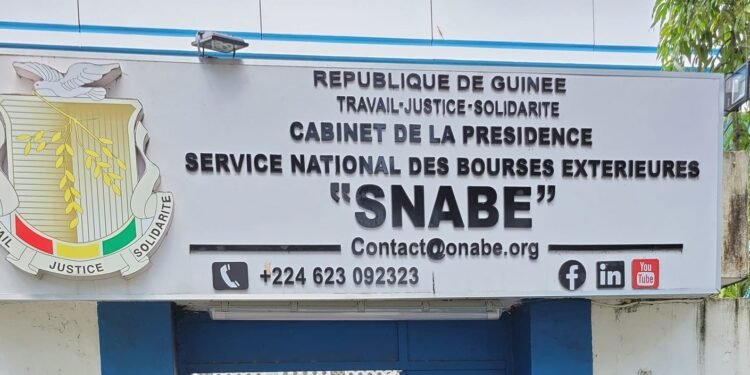 REPUBLIQUE DE GUINEE
TRAVAIL-JUSTICE-SOLIDARITE
CABINET DE LA PRESIDENCE
SERVICE NATIONAL DES BOURSES EXTERIEURES
"SNABE"
Contact@onabe.org
+224 623 092323
in
You
Tube
JUSTICE
SOLIDARITE